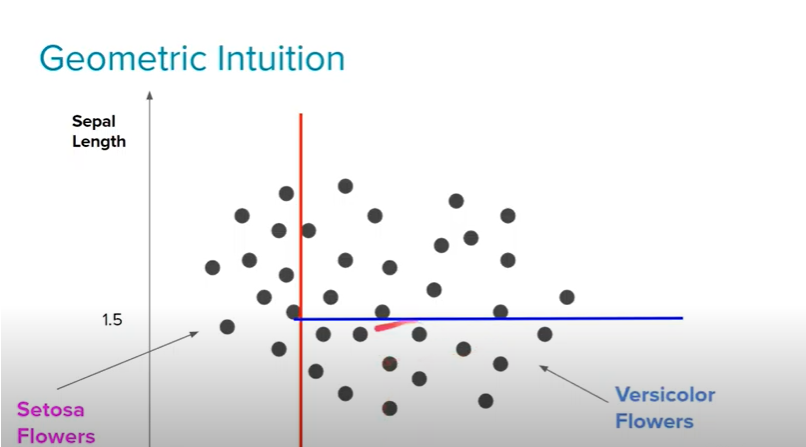 Geometric Intuition
Sepal
Length
1.5
Setosa
Flowers
Versicolor
Flowers